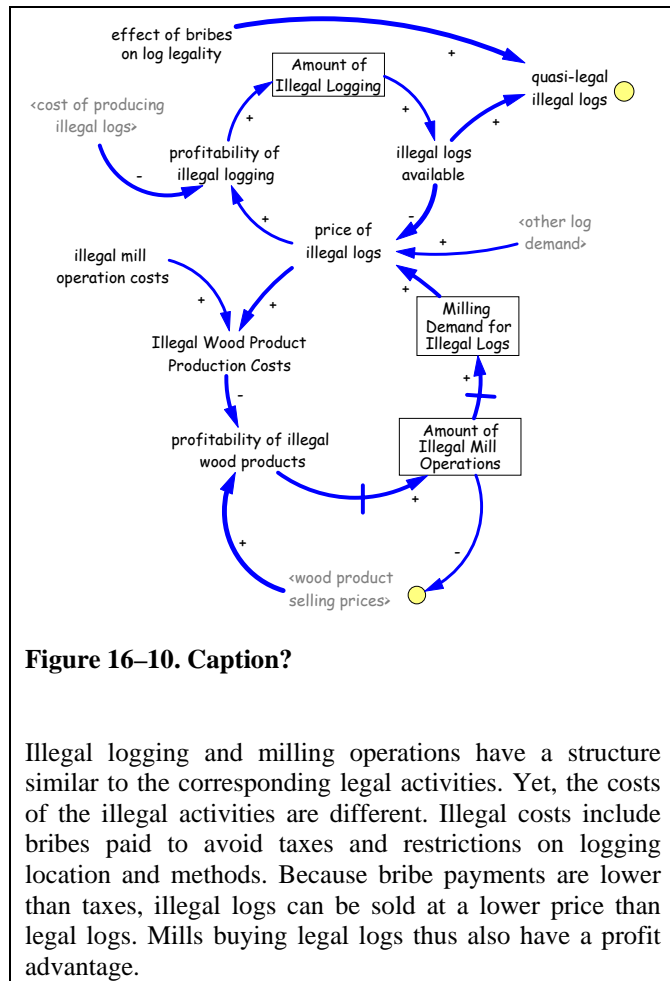 effect of bribes
on log legality
+
Amount of
Illegal Logging
quasi-legal
illegal logs
<cost of producing
illegal logs>
+
+
+
-
profitability of
illegal logging
illegal logs
available
-
+
price of
illegal logs
+
<other log
demand>
illegal mill
operation costs
+
+
+
Milling
Demand for
Illegal Logs
Illegal Wood Product
Production Costs
+
-
profitability of illegal
wood products
Amount of
Illegal Mill
Operations
+
+
-
<wood product
selling prices>
Figure 16–10. Caption?
Illegal logging and milling operations have a structure
similar to the corresponding legal activities. Yet, the costs
of the illegal activities are different. Illegal costs include
bribes paid to avoid taxes and restrictions on logging
location and methods. Because bribe payments are lower
than taxes, illegal logs can be sold at a lower price than
legal logs. Mills buying legal logs thus also have a profit
advantage.